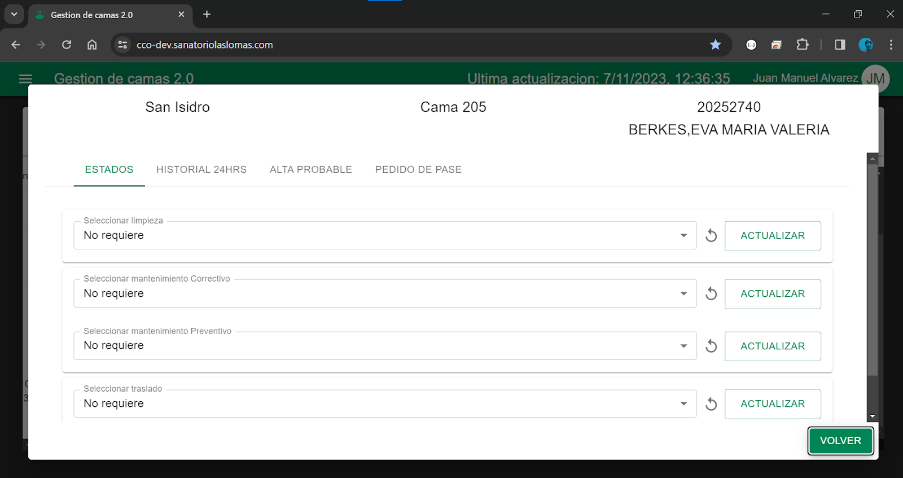 Gestion de camas 2.0
cco-dev.sanatoriolaslomas.com
Gestion de camas 2.0
Ultima actualizacion: 7/11/2023, 12:36:35
Juan Manuel Alvarez
JM
San Isidro
Cama 205
20252740
BERKES,EVA MARIA VALERIA
ESTADOS
HISTORIAL 24HRS
ALTA PROBABLE
PEDIDO DE PASE
Seleccionar limpieza
No requiere
ACTUALIZAR
Seleccionar mantenimiento Correctivo
No requiere
ACTUALIZAR
Seleccionar mantenimiento Preventivo
No requiere
ACTUALIZAR
Seleccionar traslado
No requiere
ACTUALIZAR
VOLVER